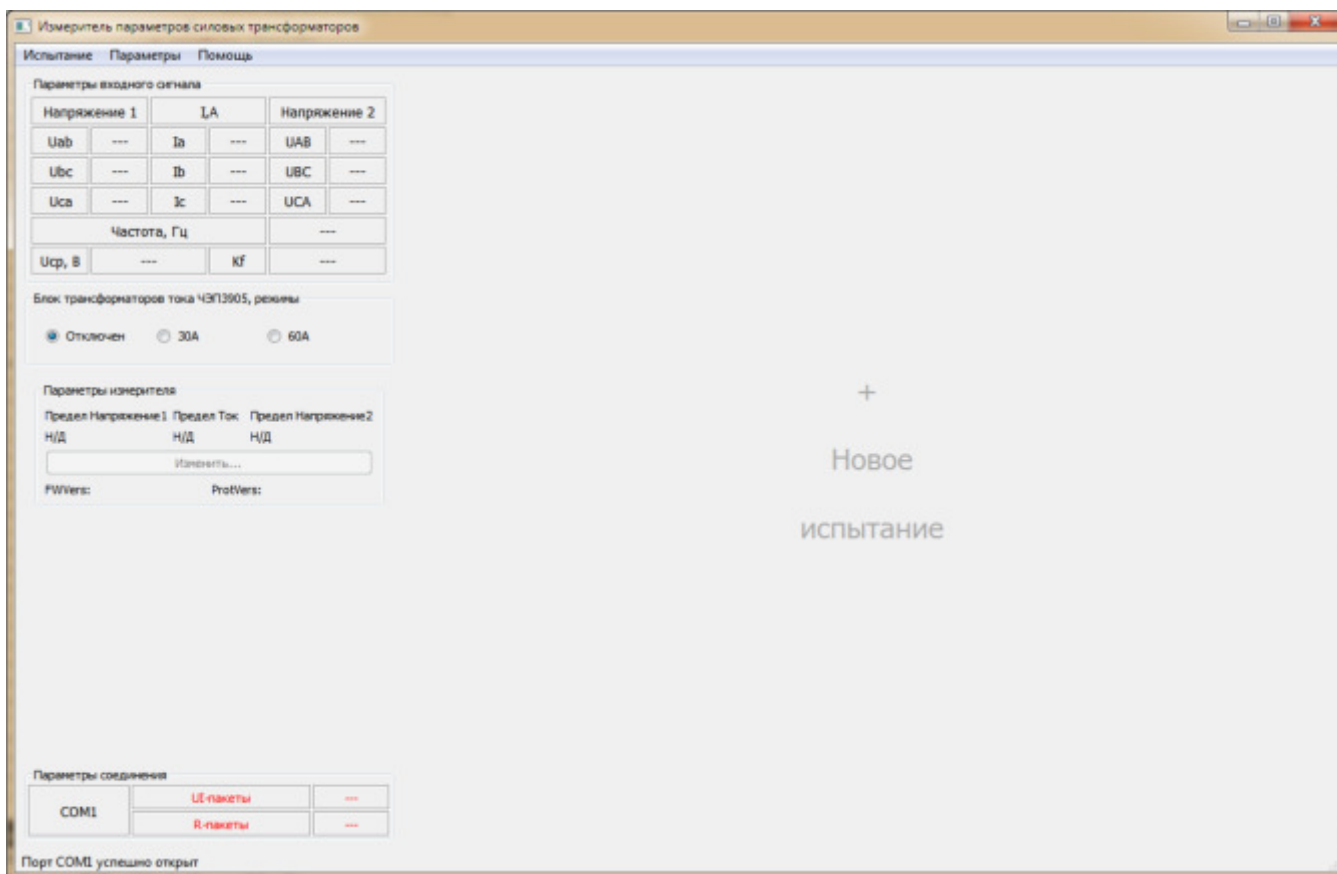 Измеритель параметров силовых трансформаторов
Испытание Параметры Помощь
Параметры входного сигнала
Напряжение 1 I,A Напряжение 2
Uab --- Ia --- UAB ---
Ubc --- Ib --- UBC ---
Uca --- Ic --- UCA ---
Частота, Гц ---
Uср, В --- Kf ---
Блок трансформаторов тока ЧЭП3905, режимы
Отключен 30А 60А
Параметры измерителя
Предел Напряжение1 Предел Ток Предел Напряжение2
Н/Д Н/Д Н/Д
Изменить...
FWVers: ProtVers:
+
Новое
испытание
Параметры соединения
COM1
UI-пакеты ---
R-пакеты ---
Порт COM1 успешно открыт